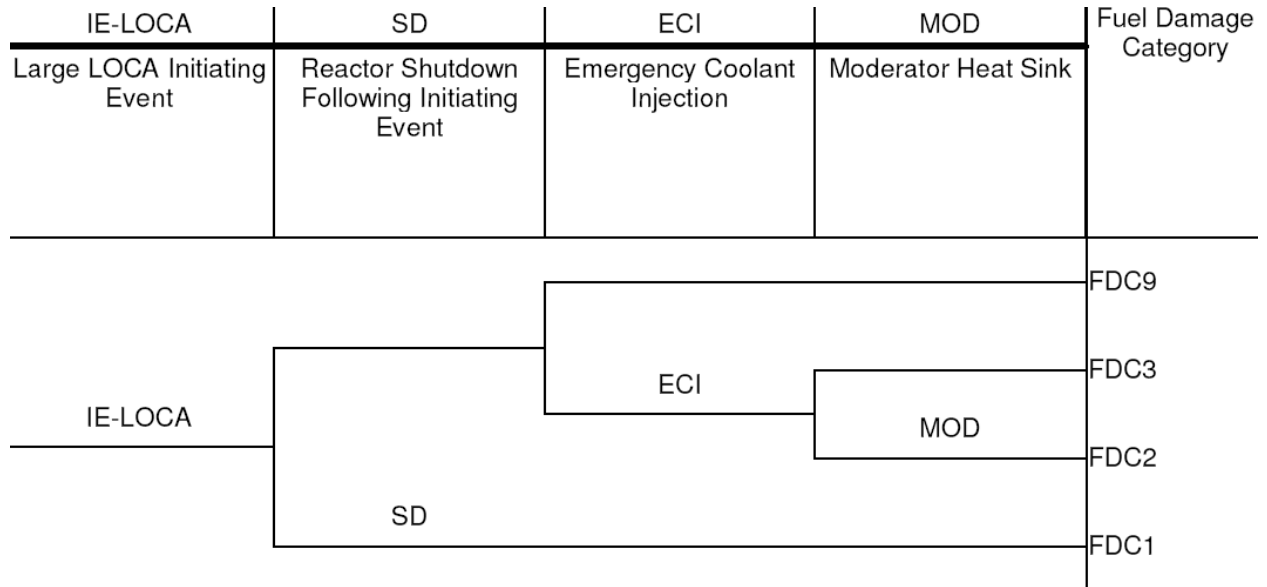 IE-LOCA
SD
ECI
MOD
Fuel Damage
Category
Large LOCA Initiating
Event
Reactor Shutdown
Following Initiating
Event
Emergency Coolant
Injection
Moderator Heat Sink
FDC9
ECI
FDC3
IE-LOCA
MOD
FDC2
SD
FDC1